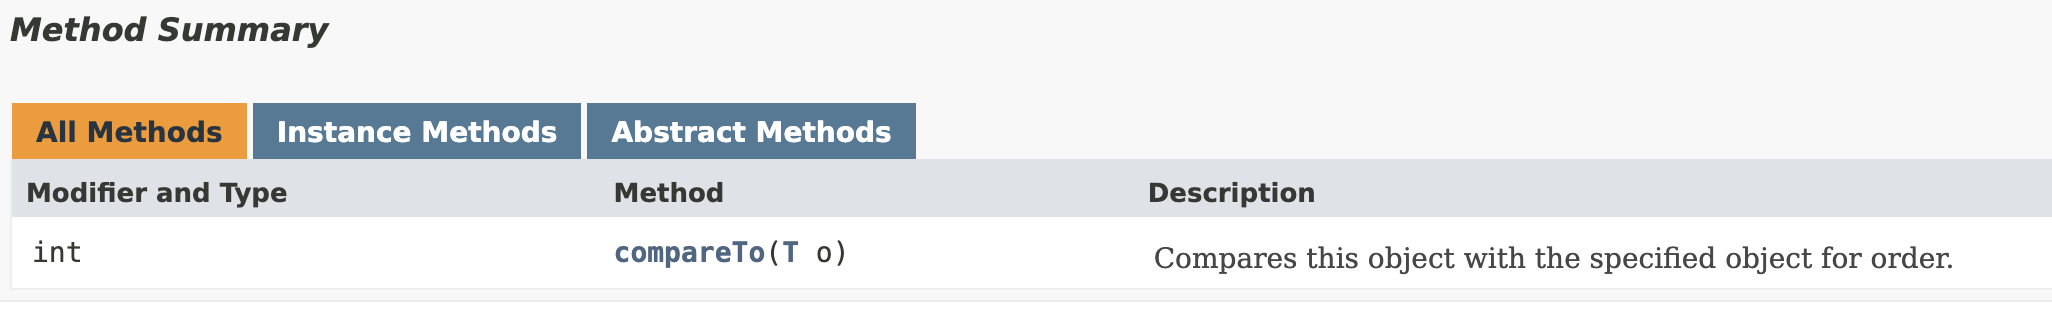 Method Summary
All Methods Instance Methods Abstract Methods
Modifier and Type Method Description
int compareTo(T o) Compares this object with the specified object for order.